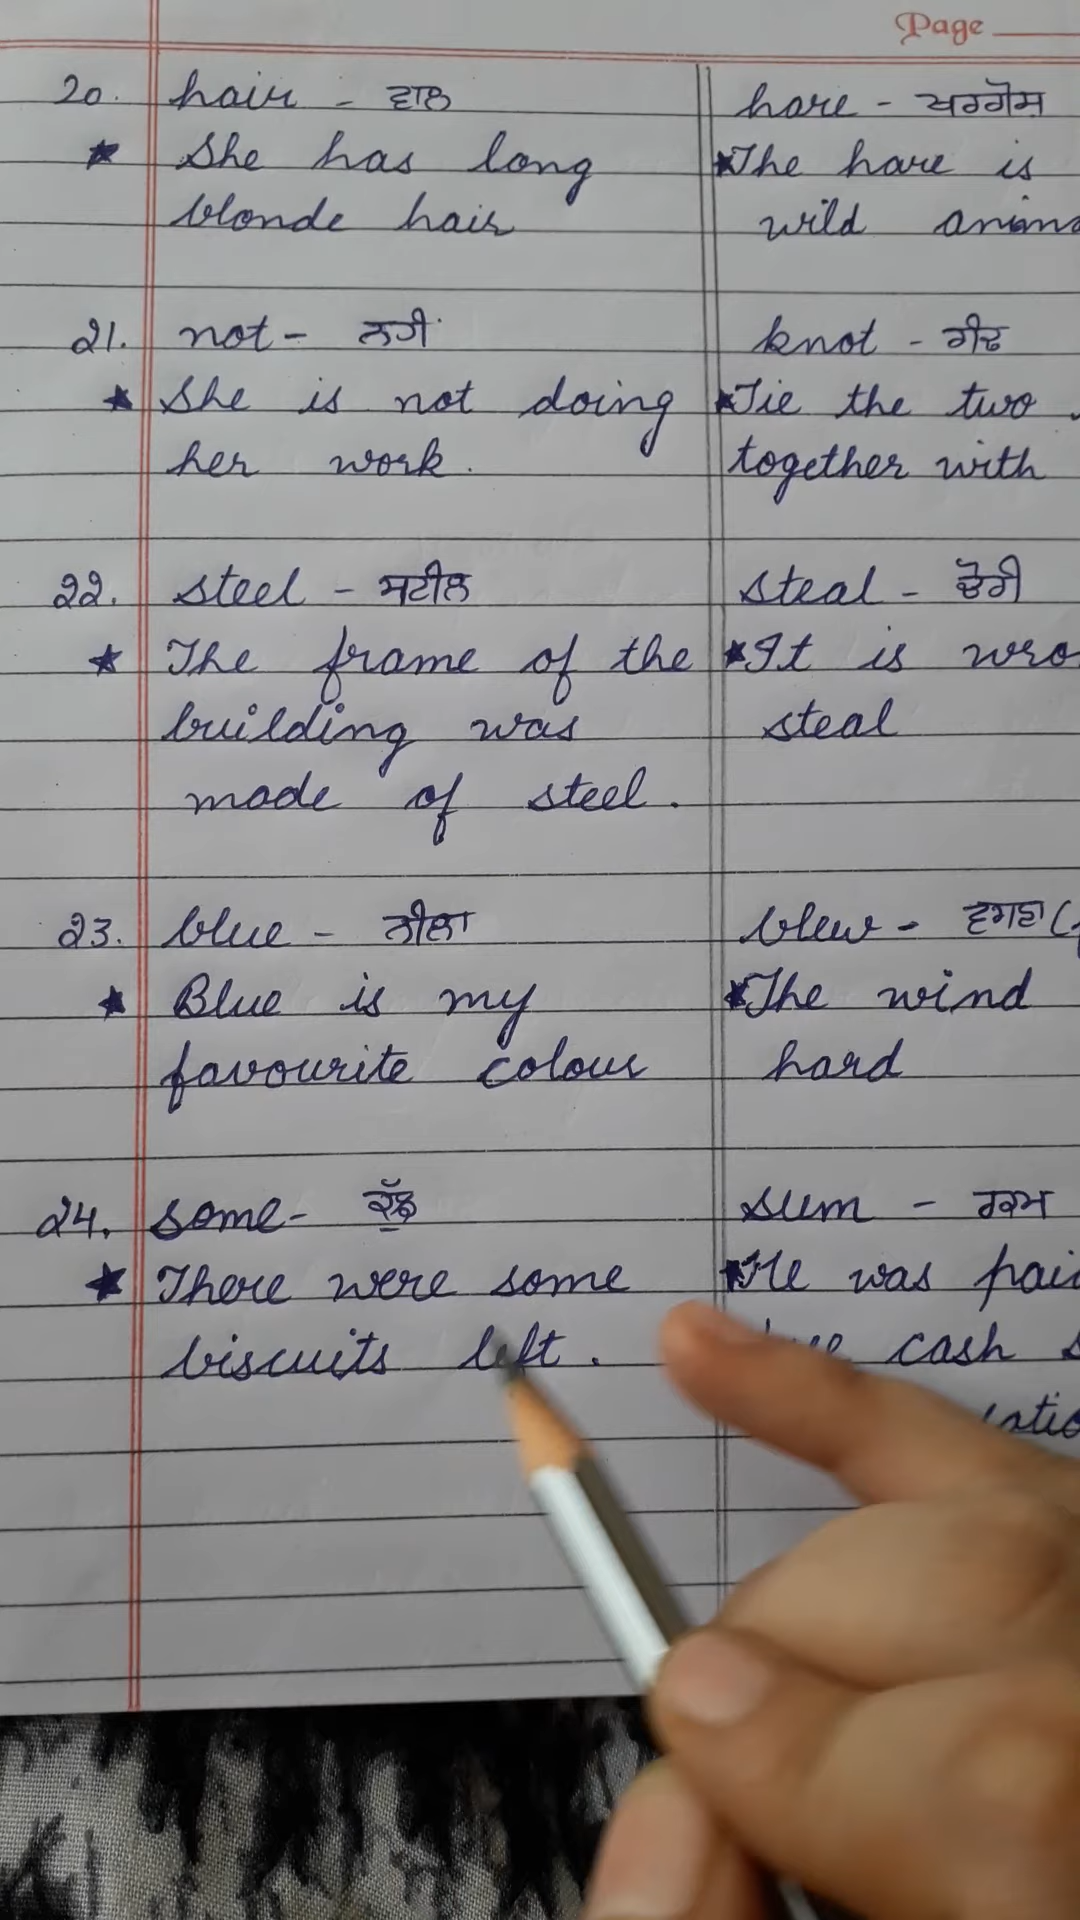 Page
20. hair - ਵਾਲ
hare - ਖਰਗੋਸ਼
* She has long
blonde hair
* The hare is
wild
21. not - ਨਹੀਂ
knot - ਗੰਢ
* She is not doing
her work.
* Tie the two
together with
22. steel - ਸਟੀਲ
steal - ਚੋਰੀ
* The frame of the
building was
made of steel.
* It is
steal
23. blue - ਨੀਲਾ
blew - ਵਗਣਾ
* Blue is my
favourite colour
* The wind
hard
24. some - ਕੁੱਝ
sum - ਰਕਮ
* There were some
biscuits left.
* He was
cash